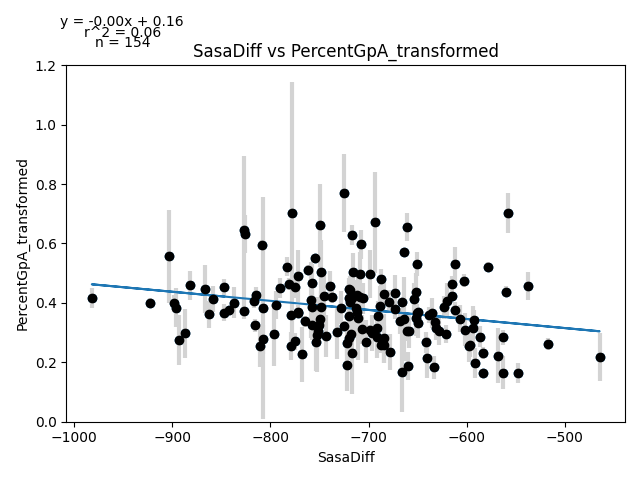 y = -0.00x + 0.16
r^2 = 0.06
n = 154
SasaDiff vs PercentGpA_transformed
1.2
1.0
0.8
0.6
0.4
0.2
0.0
PercentGpA_transformed
−1000 −900 −800 −700 −600 −500
SasaDiff